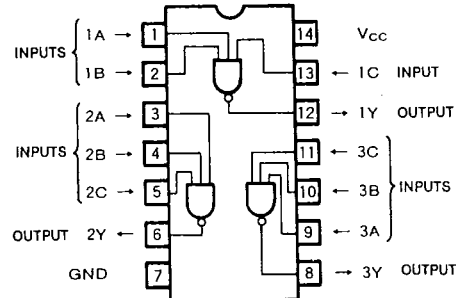 1A → 1 14 VCC
INPUTS
1B → 2 13 ← 1C INPUT
2A → 3 12 → 1Y OUTPUT
INPUTS 2B → 4 11 ← 3C
2C → 5 10 ← 3B INPUTS
OUTPUT 2Y ← 6 9 ← 3A
GND 7 8 → 3Y OUTPUT